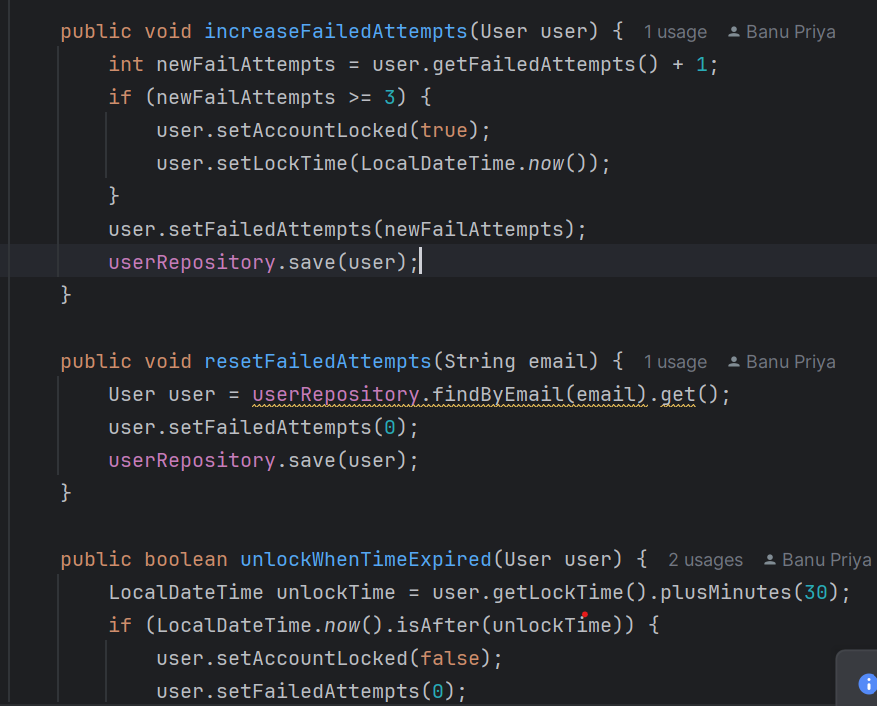 public void increaseFailedAttempts(User user) { 1 usage Banu Priya
int newFailAttempts = user.getFailedAttempts() + 1;
if (newFailAttempts >= 3) {
user.setAccountLocked(true);
user.setLockTime(LocalDateTime.now());
}
user.setFailedAttempts(newFailAttempts);
userRepository.save(user);
}
public void resetFailedAttempts(String email) { 1 usage Banu Priya
User user = userRepository.findByEmail(email).get();
user.setFailedAttempts(0);
userRepository.save(user);
}
public boolean unlockWhenTimeExpired(User user) { 2 usages Banu Priya
LocalDateTime unlockTime = user.getLockTime().plusMinutes(30);
if (LocalDateTime.now().isAfter(unlockTime)) {
user.setAccountLocked(false);
user.setFailedAttempts(0);